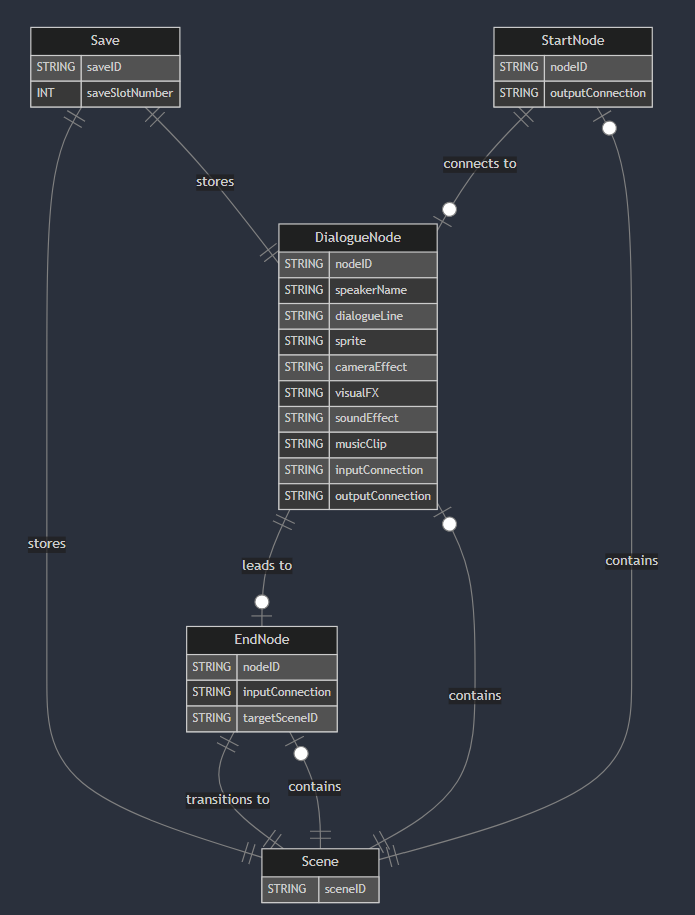 Save
STRING saveID
INT saveSlotNumber
StartNode
STRING nodeID
STRING outputConnection
stores
connects to
DialogueNode
STRING nodeID
STRING speakerName
STRING dialogueLine
STRING sprite
STRING cameraEffect
STRING visualFX
STRING soundEffect
STRING musicClip
STRING inputConnection
STRING outputConnection
stores
leads to
contains
EndNode
STRING nodeID
STRING inputConnection
STRING targetSceneID
contains
transitions to
contains
Scene
STRING sceneID